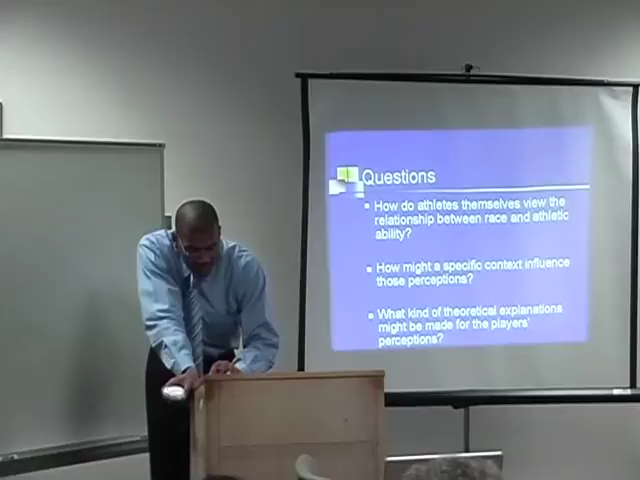 Questions
How do athletes themselves view the
relationship between race and athletic
ability?
How might a specific context influence
those perceptions?
What kind of theoretical explanations
might be made for the players'
perceptions?